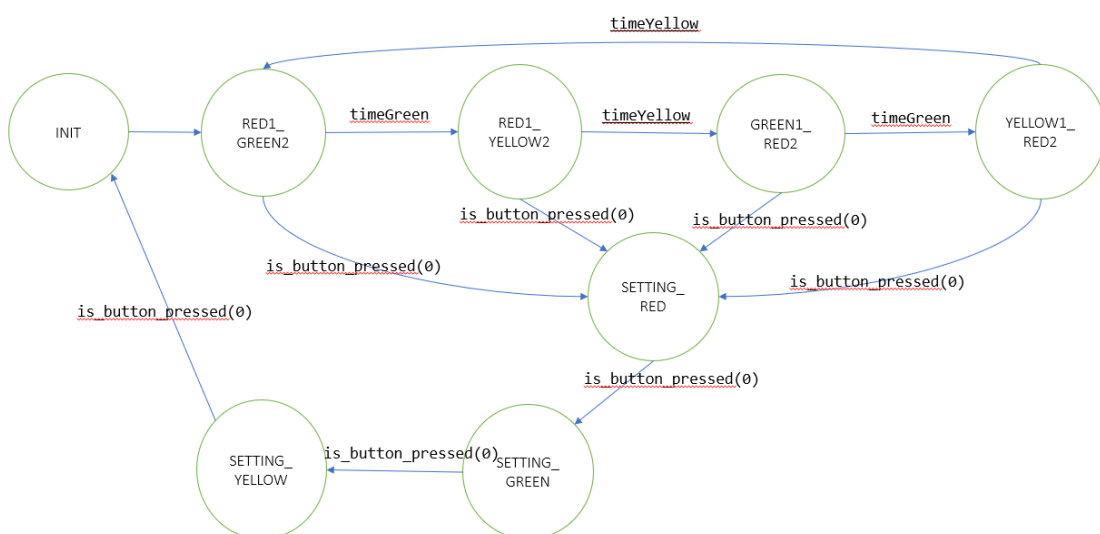 timeYellow
INIT
RED1_
GREEN2
timeGreen
RED1_
YELLOW2
timeYellow
GREEN1_
RED2
timeGreen
YELLOW1_
RED2
is_button_pressed(0)
is_button_pressed(0)
is_button_pressed(0)
is_button_pressed(0)
SETTING_
RED
is_button_pressed(0)
is_button_pressed(0)
SETTING_
YELLOW
is_button_pressed(0)
SETTING_
GREEN